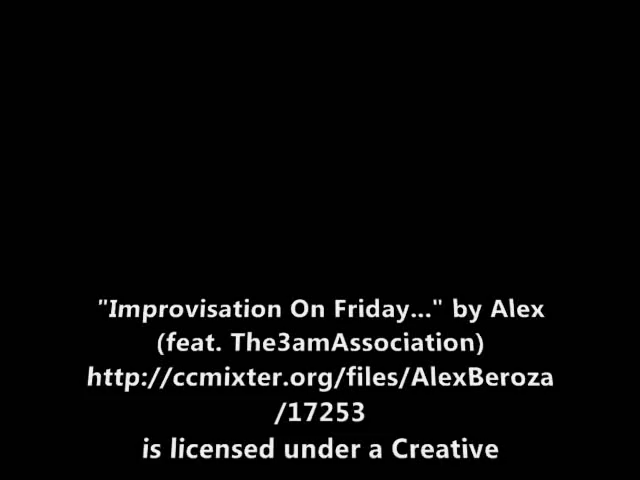 "Improvisation On Friday..." by Alex
(feat. The3amAssociation)
http://ccmixter.org/files/AlexBeroza
/17253
is licensed under a Creative